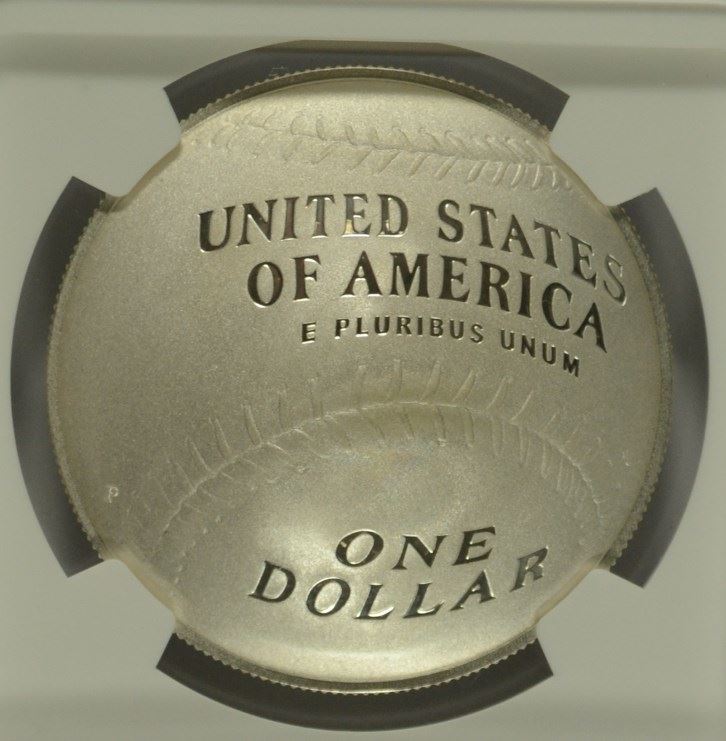 UNITED STATES
OF AMERICA
E PLURIBUS UNUM
P
ONE
DOLLAR